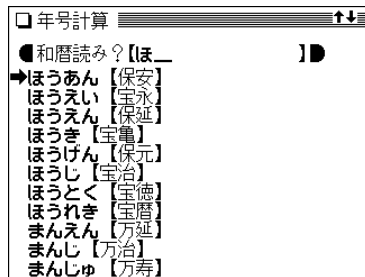 年号計算
和暦読み?【ほ 】
ほうあん【保安】
ほうえい【宝永】
ほうえん【保延】
ほうき【宝亀】
ほうげん【保元】
ほうじ【宝治】
ほうとく【宝徳】
ほうれき【宝暦】
まんえん【万延】
まんじ【万治】
まんじゅ【万寿】